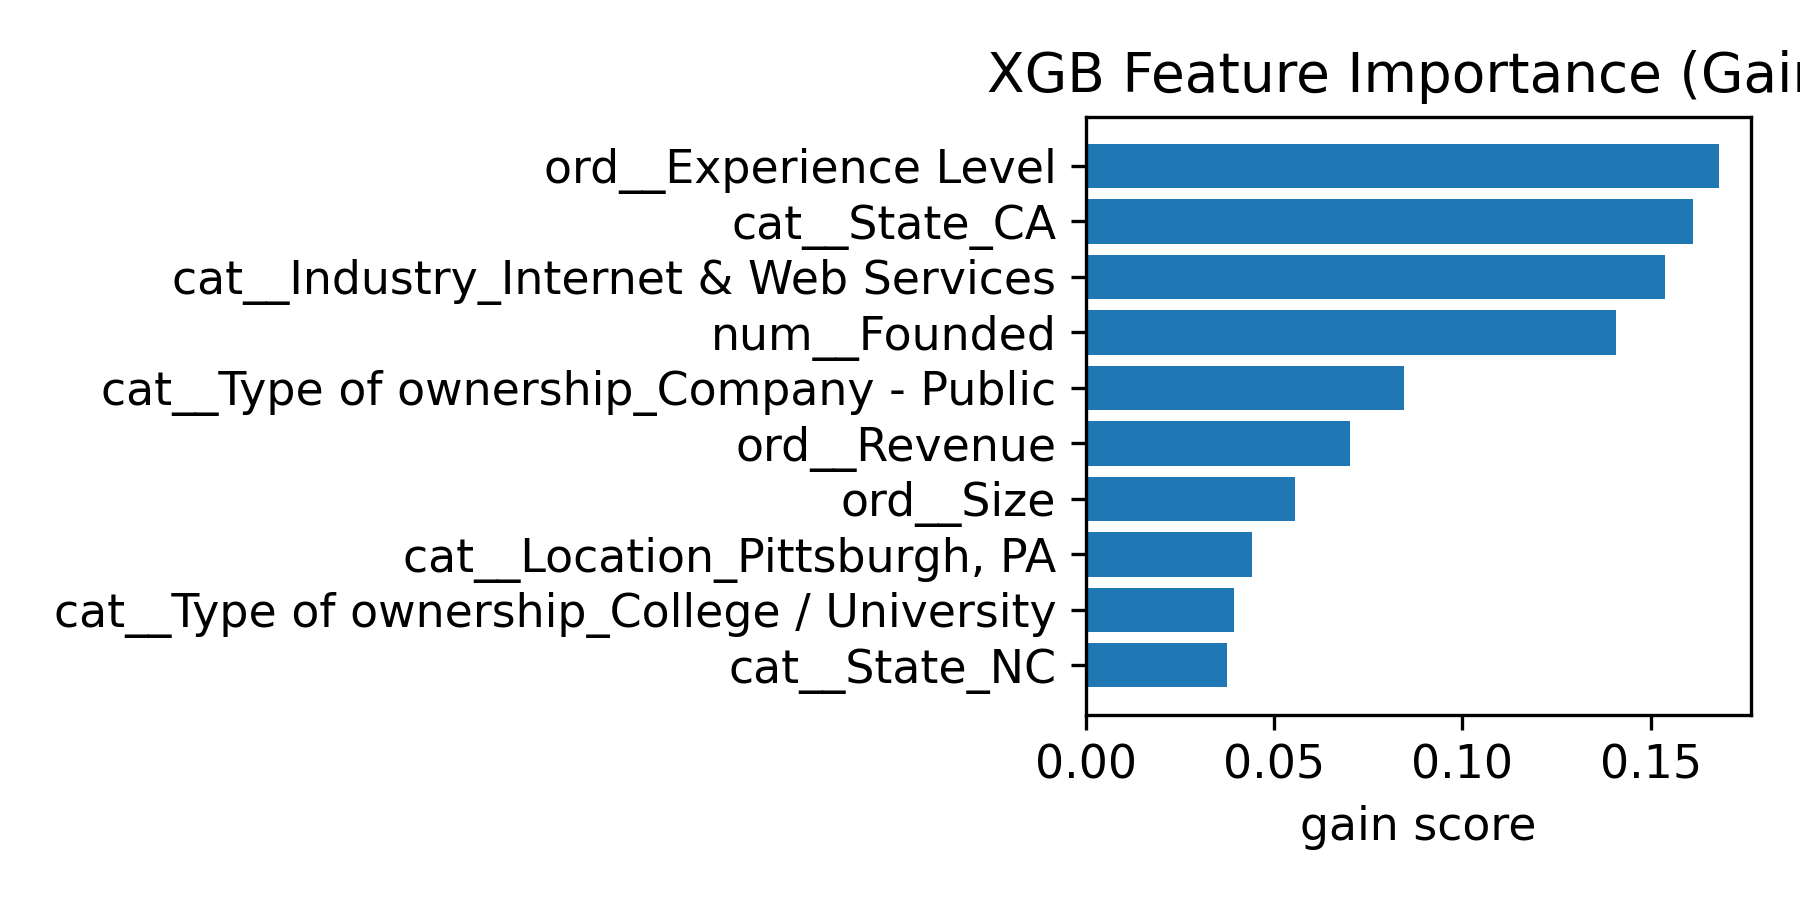 XGB Feature Importance (Gain
ord__Experience Level
cat__State_CA
cat__Industry_Internet & Web Services
num__Founded
cat__Type of ownership_Company - Public
ord__Revenue
ord__Size
cat__Location_Pittsburgh, PA
cat__Type of ownership_College / University
cat__State_NC
0.00 0.05 0.10 0.15
gain score